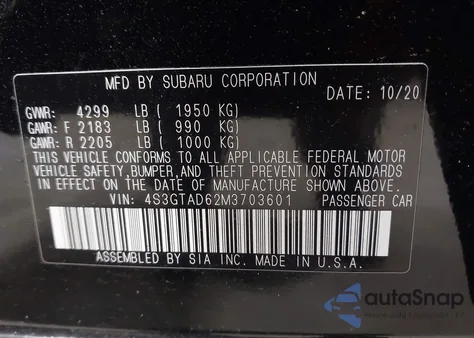 MFD BY SUBARU CORPORATION
DATE: 10/20
GVWR: 4299 LB ( 1950 KG)
GAWR: F 2183 LB ( 990 KG)
GAWR: R 2205 LB ( 1000 KG)
THIS VEHICLE CONFORMS TO ALL APPLICABLE FEDERAL MOTOR
VEHICLE SAFETY, BUMPER, AND THEFT PREVENTION STANDARDS
IN EFFECT ON THE DATE OF MANUFACTURE SHOWN ABOVE.
VIN: 4S3GTAD62M3703601 PASSENGER CAR
ASSEMBLED BY SIA INC. MADE IN U.S.A.
autoSnap